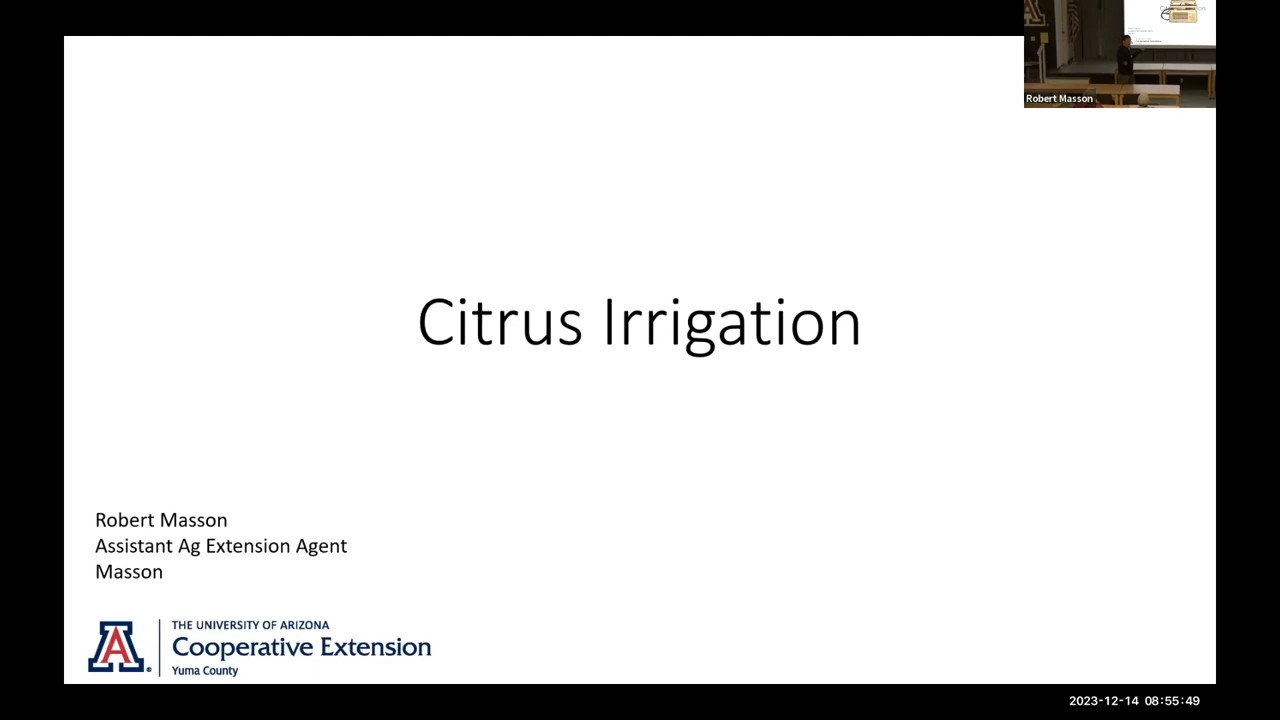 Citrus Irrigation
Robert Masson
Assistant Ag Extension Agent
Masson
A
THE UNIVERSITY OF ARIZONA
Cooperative Extension
Yuma County
Robert Masson
2023-12-14 08:55:49